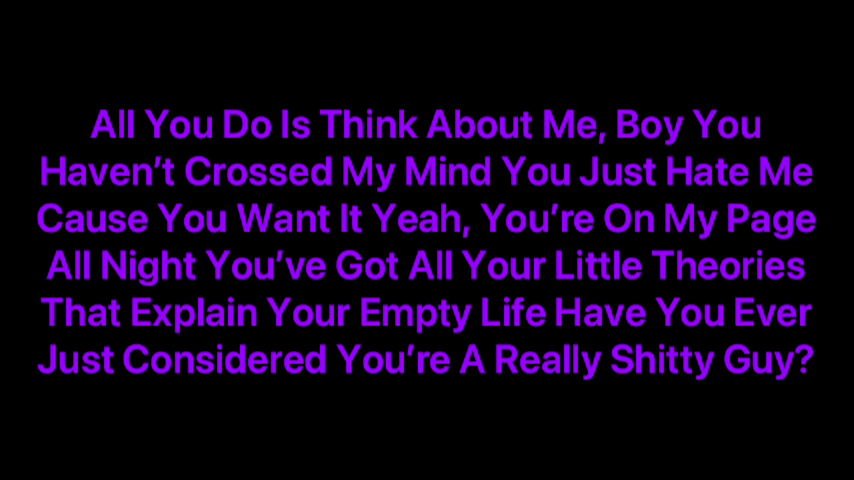 All You Do Is Think About Me, Boy You
Haven’t Crossed My Mind You Just Hate Me
Cause You Want It Yeah, You’re On My Page
All Night You’ve Got All Your Little Theories
That Explain Your Empty Life Have You Ever
Just Considered You’re A Really Shitty Guy?